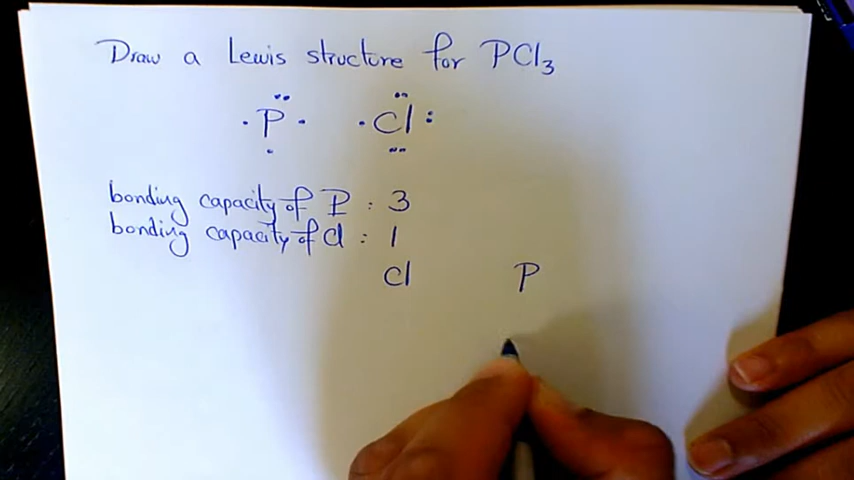 Draw a Lewis structure for PCl3
P Cl
bonding capacity of P : 3
bonding capacity of Cl : 1
Cl P